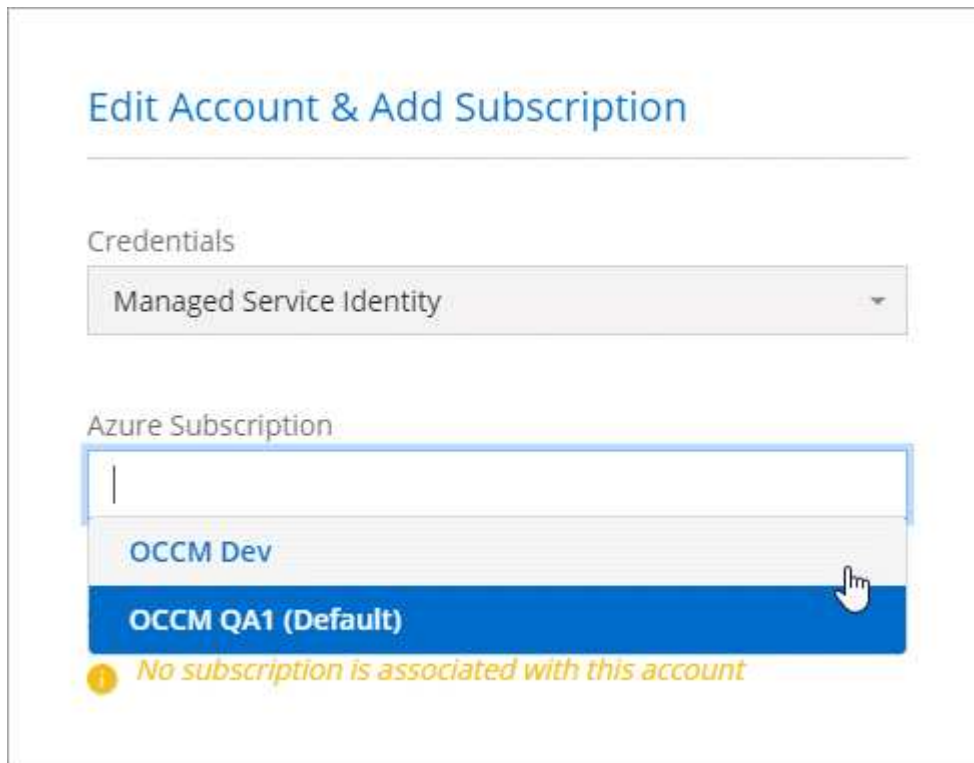 Edit Account & Add Subscription
Credentials
Managed Service Identity
Azure Subscription
OCCM Dev
OCCM QA1 (Default)
No subscription is associated with this account